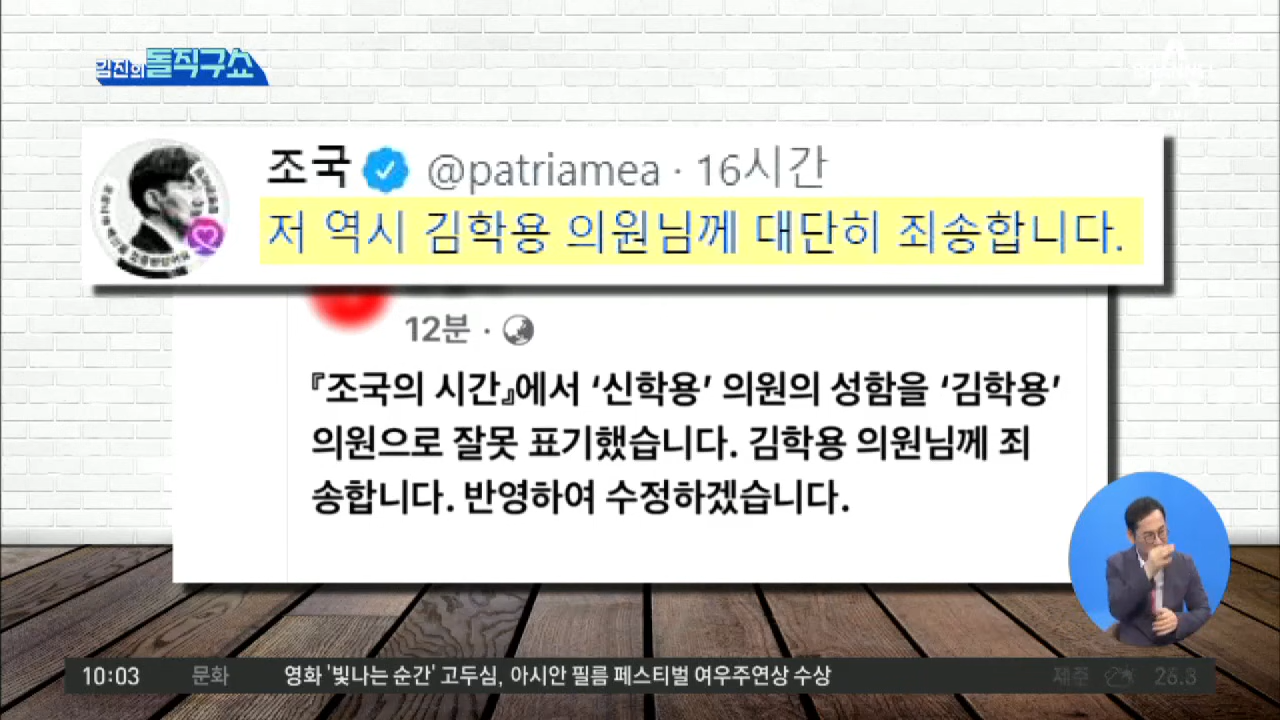 김진의 돌직구쇼
조국 @patriamea · 16시간
저 역시 김학용 의원님께 대단히 죄송합니다.
12분 ·
『조국의 시간』에서 ‘신학용’ 의원의 성함을 ‘김학용’
의원으로 잘못 표기했습니다. 김학용 의원님께 죄
송합니다. 반영하여 수정하겠습니다.
10:03 문화 영화 '빛나는 순간' 고두심, 아시안 필름 페스티벌 여우주연상 수상 제주 26.3